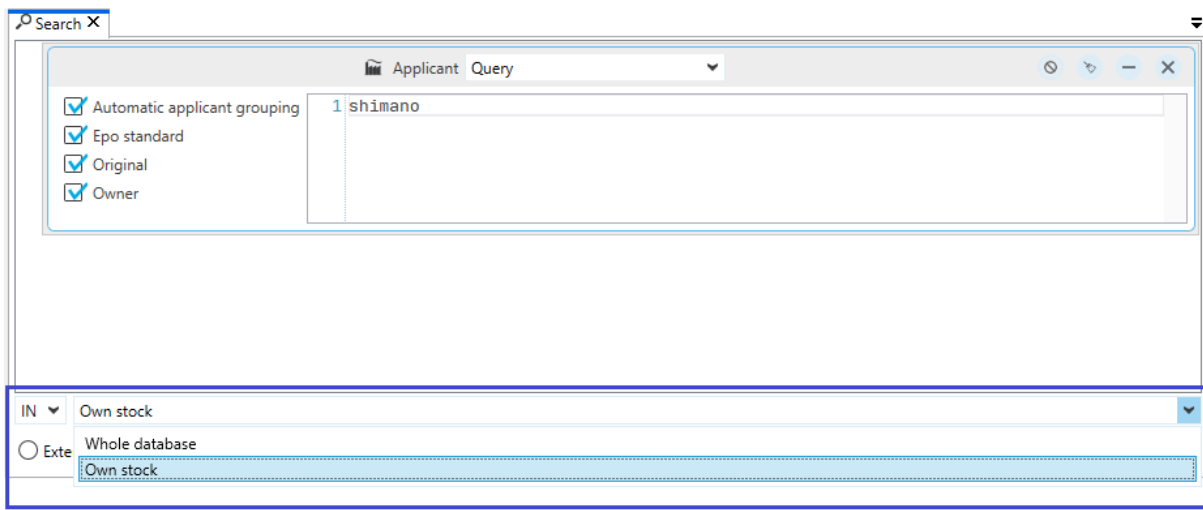 Search
Applicant Query
Automatic applicant grouping
Epo standard
Original
Owner
1 shimano
IN Own stock
Whole database
Exte
Own stock